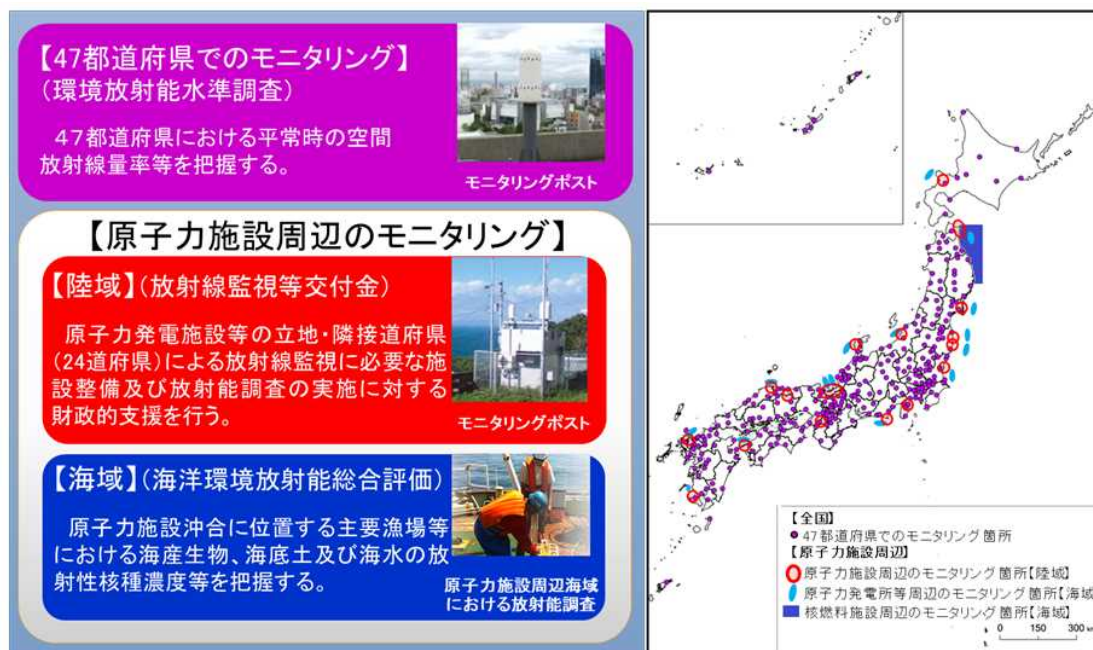 【47都道府県でのモニタリング】
(環境放射能水準調査)
47都道府県における平常時の空間
放射線量率等を把握する。
モニタリングポスト
【原子力施設周辺のモニタリング】
【陸域】(放射線監視等交付金)
原子力発電施設等の立地・隣接道府県
(24道府県)による放射線監視に必要な施
設整備及び放射能調査の実施に対する
財政的支援を行う。
モニタリングポスト
【海域】(海洋環境放射能総合評価)
原子力施設沖合に位置する主要漁場等
における海産生物、海底土及び海水の放
射性核種濃度等を把握する。
原子力施設周辺海域
における放射能調査
【全国】
47都道府県でのモニタリング箇所
【原子力施設周辺】
原子力施設周辺のモニタリング箇所【陸域】
原子力発電所等周辺のモニタリング箇所【海域
核燃料施設周辺のモニタリング箇所【海域】
0 150 300 km